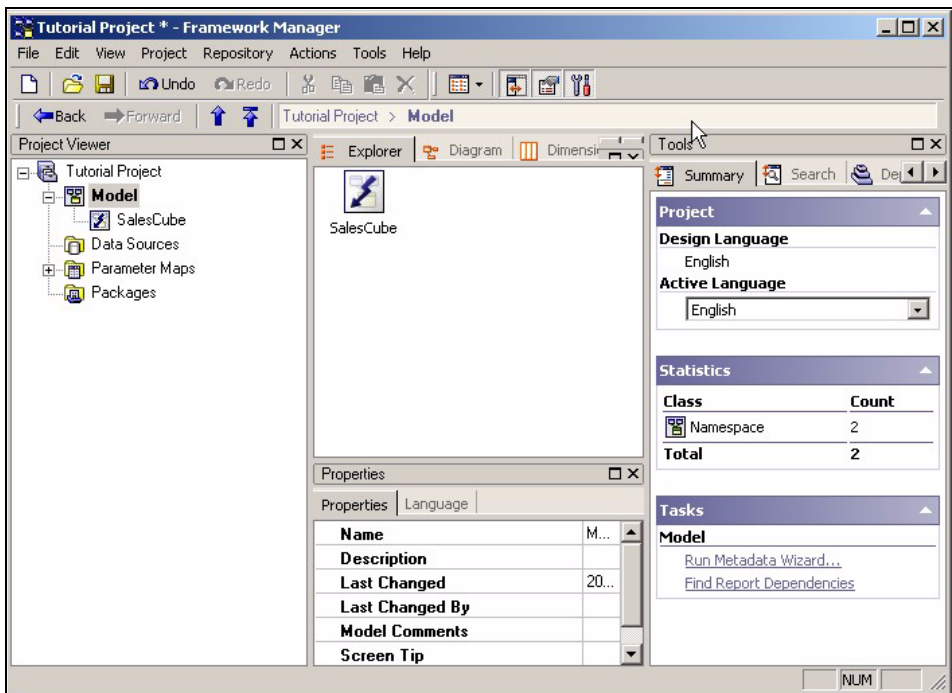 Tutorial Project * - Framework Manager
File Edit View Project Repository Actions Tools Help
Undo Redo
Back Forward Tutorial Project > Model
Project Viewer
Tutorial Project
Model
SalesCube
Data Sources
Parameter Maps
Packages
Explorer Diagram Dimensi
SalesCube
Properties
Properties Language
Name M...
Description
Last Changed 20...
Last Changed By
Model Comments
Screen Tip
Tools
Summary Search De
Project
Design Language
English
Active Language
English
Statistics
Class Count
Namespace 2
Total 2
Tasks
Model
Run Metadata Wizard...
Find Report Dependencies
NUM